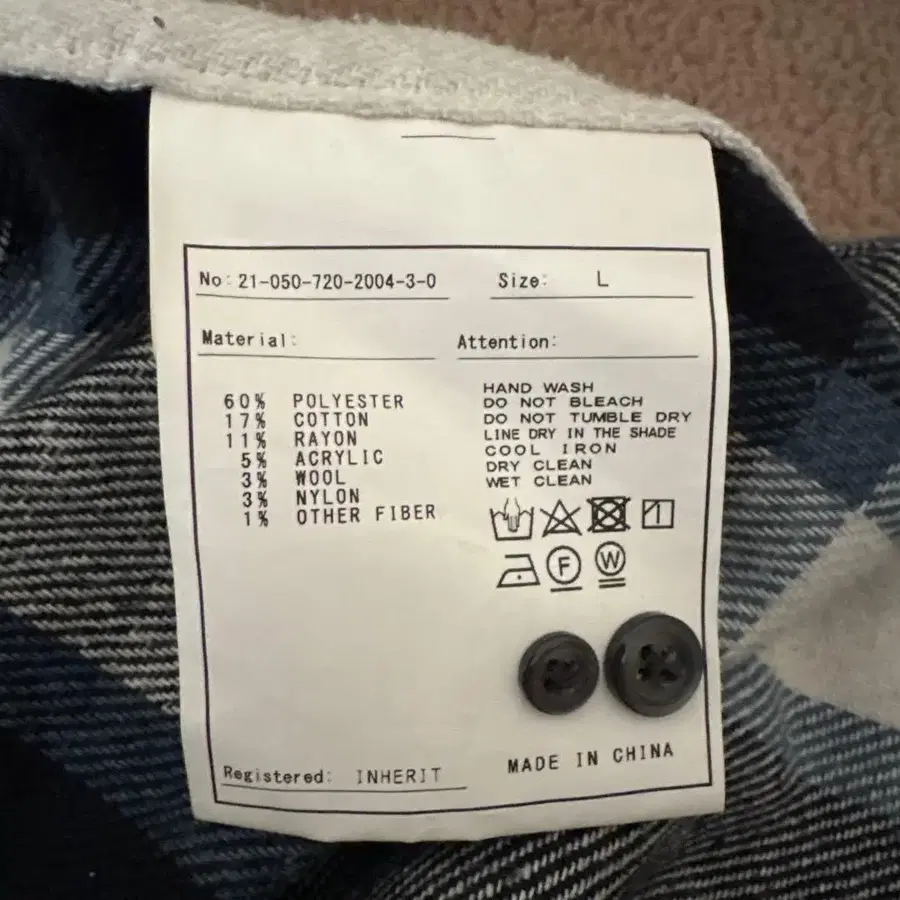 No: 21-050-720-2004-3-0
Size: L
Material:
60% POLYESTER
17% COTTON
11% RAYON
5% ACRYLIC
3% WOOL
3% NYLON
1% OTHER FIBER
Attention:
HAND WASH
DO NOT BLEACH
DO NOT TUMBLE DRY
LINE DRY IN THE SHADE
COOL IRON
DRY CLEAN
WET CLEAN
F W
Registered: INHERIT
MADE IN CHINA